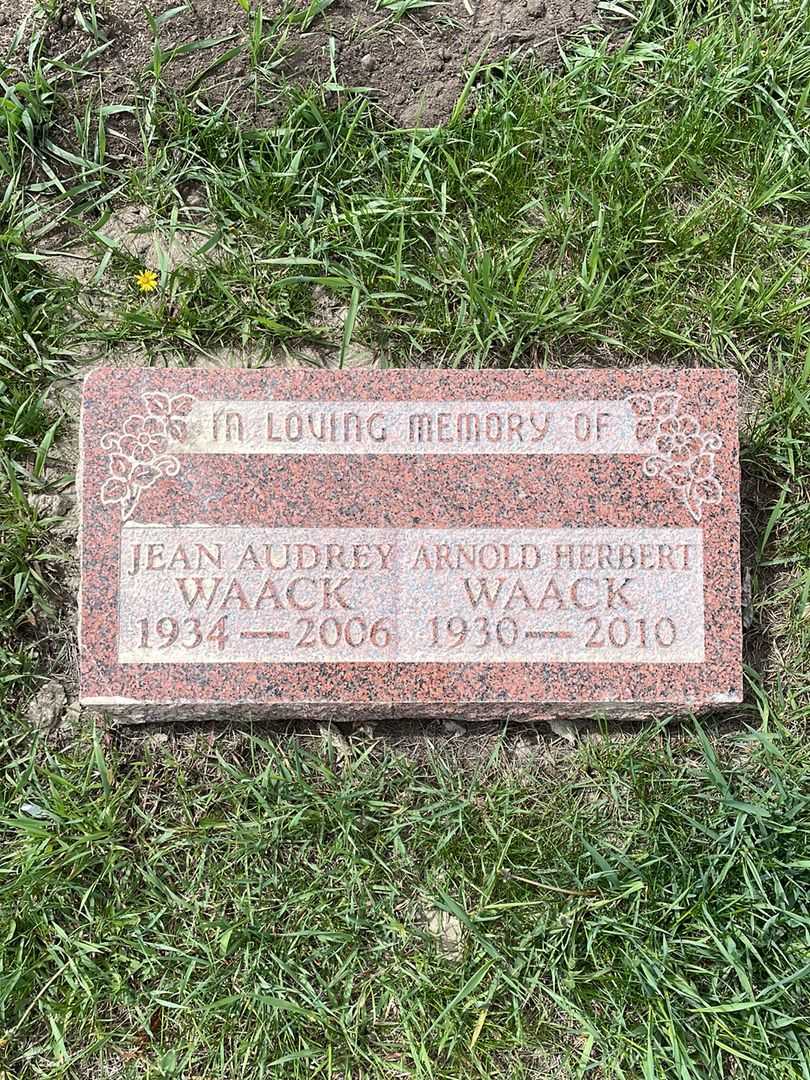 IN LOVING MEMORY OF
JEAN AUDREY
WAACK
1934 — 2006
ARNOLD HERBERT
WAACK
1930 — 2010